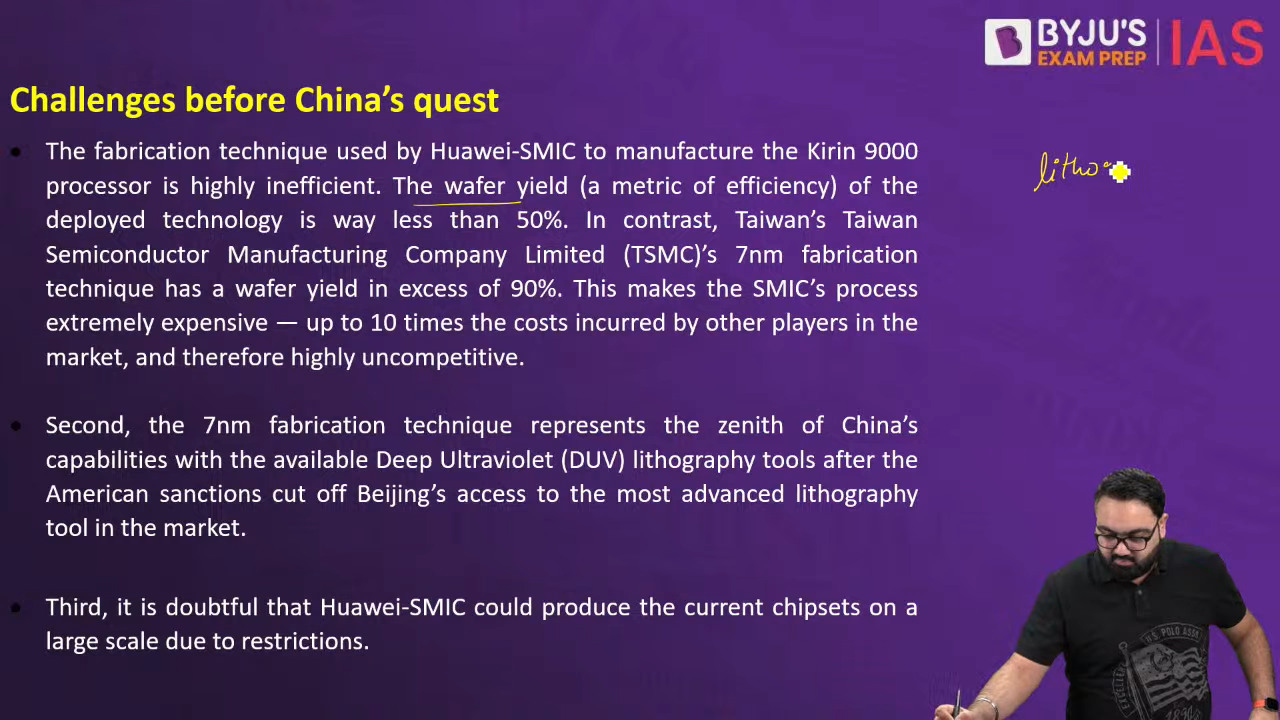 BYJU'S
EXAM PREP
IAS
Challenges before China's quest
The fabrication technique used by Huawei-SMIC to manufacture the Kirin 9000
processor is highly inefficient. The wafer yield (a metric of efficiency) of the
deployed technology is way less than 50%. In contrast, Taiwan's Taiwan
Semiconductor Manufacturing Company Limited (TSMC)'s 7nm fabrication
technique has a wafer yield in excess of 90%. This makes the SMIC's process
extremely expensive — up to 10 times the costs incurred by other players in the
market, and therefore highly uncompetitive.
Second, the 7nm fabrication technique represents the zenith of China's
capabilities with the available Deep Ultraviolet (DUV) lithography tools after the
American sanctions cut off Beijing's access to the most advanced lithography
tool in the market.
Third, it is doubtful that Huawei-SMIC could produce the current chipsets on a
large scale due to restrictions.
litho
U.S. POLO ASSN
1890